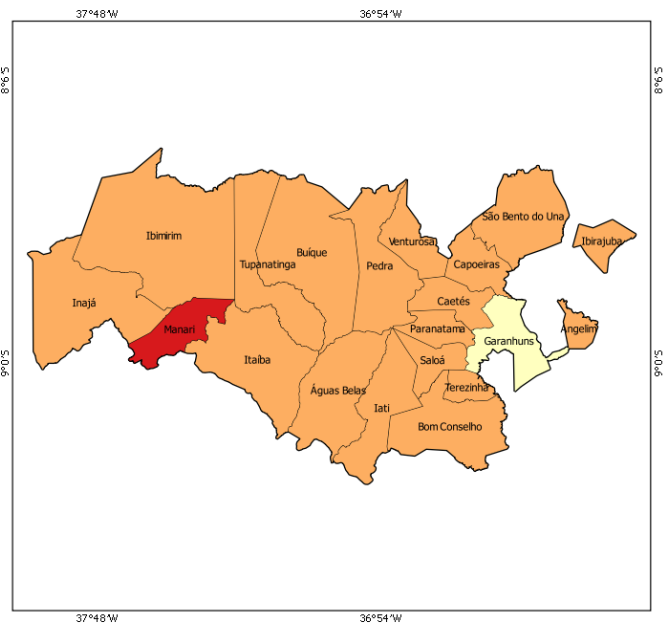 37°48'W 36°54'W
8°6'S 8°6'S
São Bento do Una
Ibimirim Venturosa Ibirajuba
Buíque
Tupanatinga Pedra Capoeiras
Inajá Caetés
Manari Paranatama Angelim
Garanhuns
Itaíba Saloá
9°0'S 9°0'S
Águas Belas Terezinha
Iati
Bom Conselho
37°48'W 36°54'W